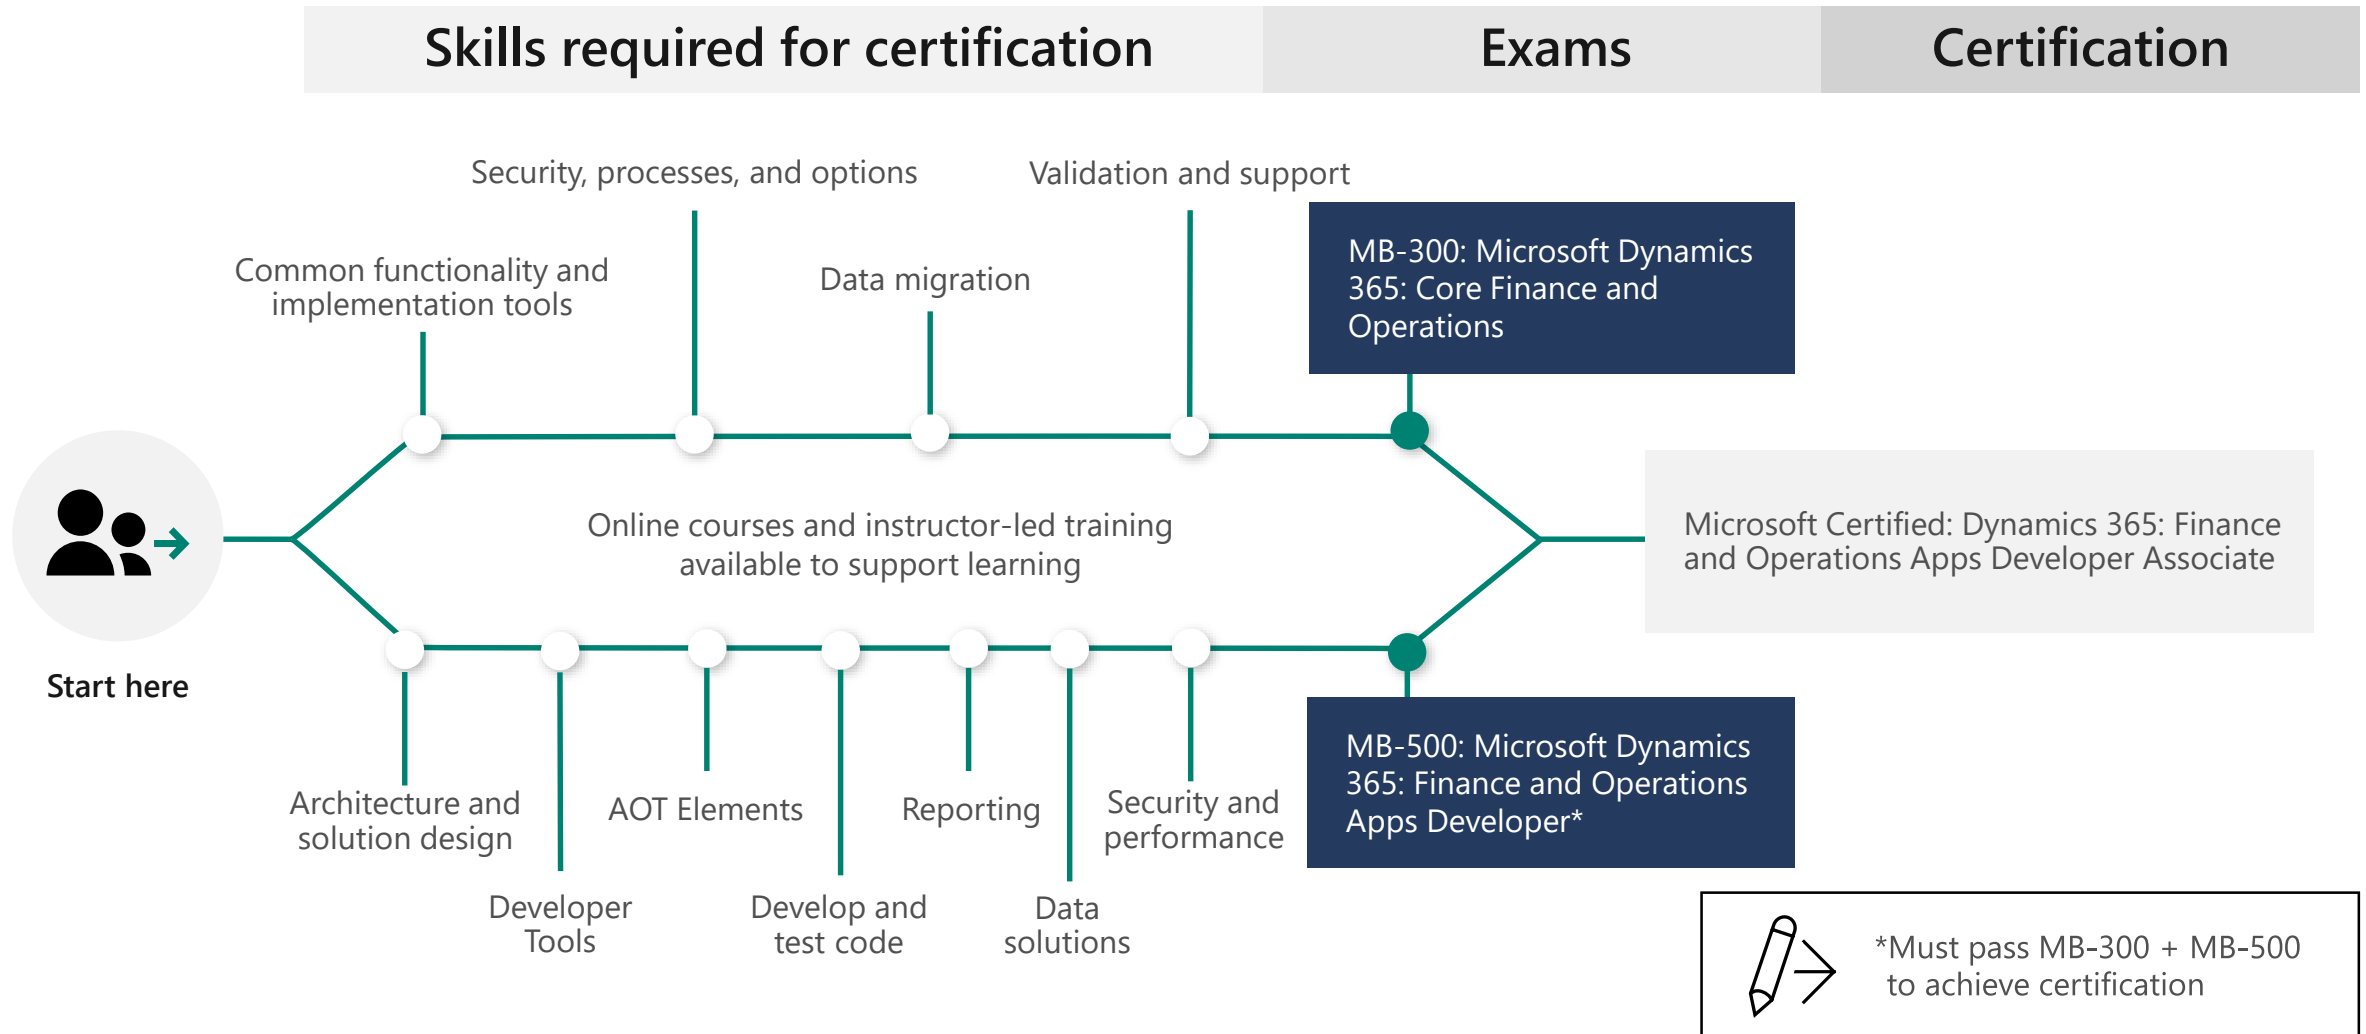 Skills required for certification
Exams
Certification
Security, processes, and options
Validation and support
Common functionality and
implementation tools
Data migration
MB-300: Microsoft Dynamics
365: Core Finance and
Operations
Start here
Online courses and instructor-led training
available to support learning
Microsoft Certified: Dynamics 365: Finance
and Operations Apps Developer Associate
Architecture and
solution design
Developer
Tools
AOT Elements
Develop and
test code
Reporting
Data
solutions
Security and
performance
MB-500: Microsoft Dynamics
365: Finance and Operations
Apps Developer*
*Must pass MB-300 + MB-500
to achieve certification